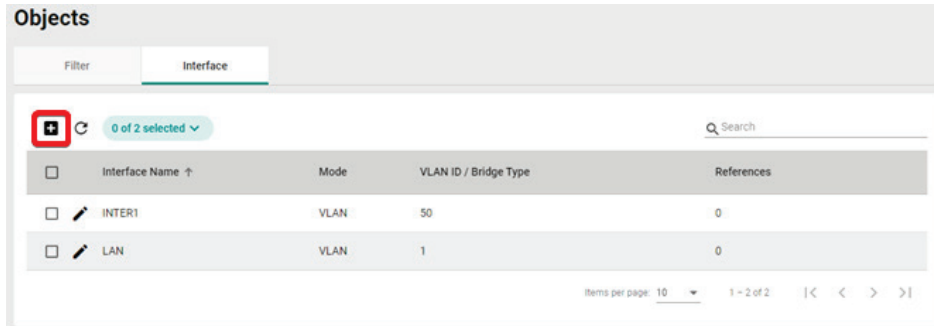 Objects
Filter Interface
0 of 2 selected
Search
Interface Name Mode VLAN ID / Bridge Type References
INTER1 VLAN 50 0
LAN VLAN 1 0
Items per page: 10 1 – 2 of 2